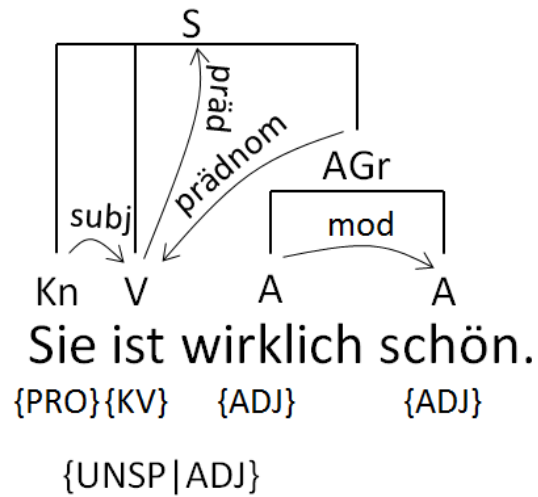 S
präd
prädnom
AGr
subj
mod
Kn V A A
Sie ist wirklich schön.
{PRO} {KV} {ADJ} {ADJ}
{UNSP|ADJ}